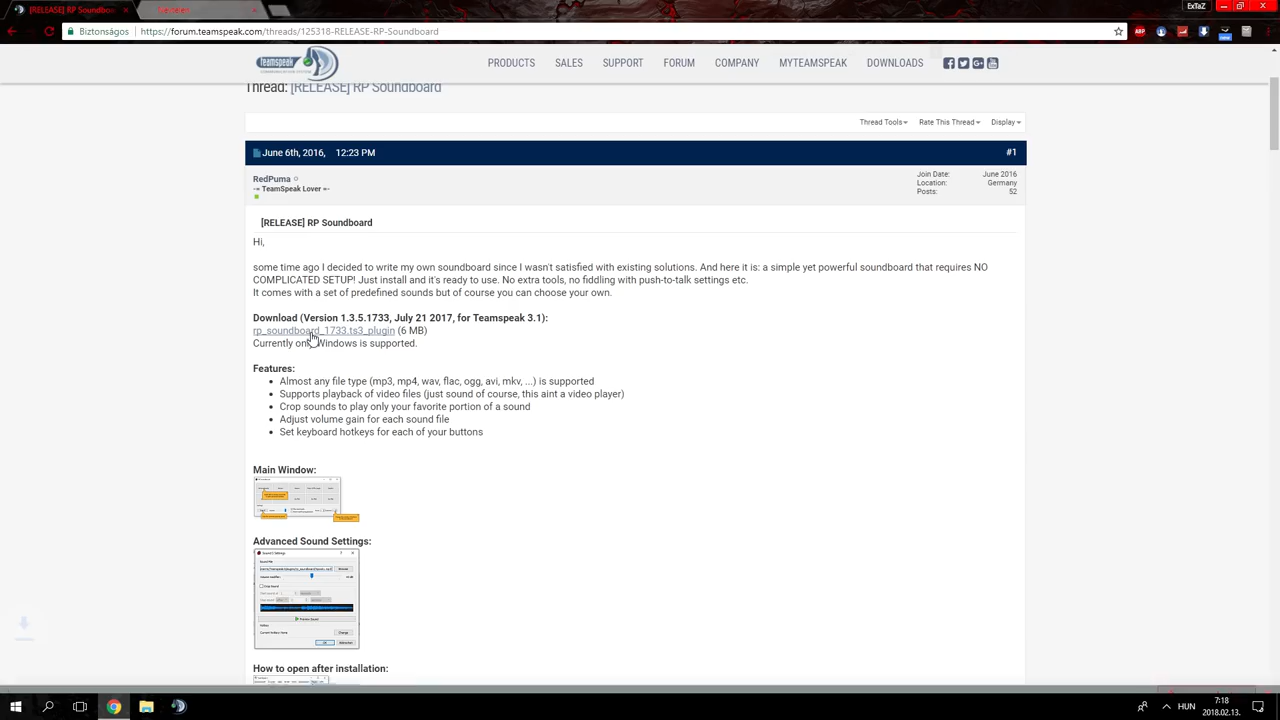 [RELEASE] RP Soundboa
ExtaZ
Biztonságos
https://forum.teamspeak.com/threads/125318-RELEASE-RP-Soundboard
ABP
teamspeak
PRODUCTS SALES SUPPORT FORUM COMPANY MYTEAMSPEAK DOWNLOADS
Thread: [RELEASE] RP Soundboard
Thread Tools Rate This Thread Display
June 6th, 2016, 12:23 PM #1
RedPuma
TeamSpeak Lover
Join Date: June 2016
Location: Germany
Posts: 52
[RELEASE] RP Soundboard
Hi,
some time ago I decided to write my own soundboard since I wasn't satisfied with existing solutions. And here it is: a simple yet powerful soundboard that requires NO
COMPLICATED SETUP! Just install and it's ready to use. No extra tools, no fiddling with push-to-talk settings etc.
It comes with a set of predefined sounds but of course you can choose your own.
Download (Version 1.3.5.1733, July 21 2017, for Teamspeak 3.1):
rp_soundboard_1733.ts3_plugin (6 MB)
Currently only Windows is supported.
Features:
• Almost any file type (mp3, mp4, wav, flac, ogg, avi, mkv, ...) is supported
• Supports playback of video files (just sound of course, this aint a video player)
• Crop sounds to play only your favorite portion of a sound
• Adjust volume gain for each sound file
• Set keyboard hotkeys for each of your buttons
Main Window:
Advanced Sound Settings:
How to open after installation:
HUN
7:18
2018.02.13.